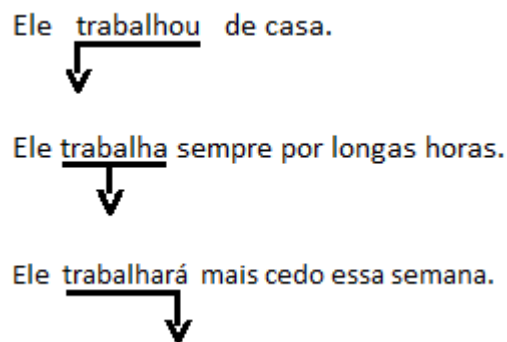 Ele trabalhou de casa.
Ele trabalha sempre por longas horas.
Ele trabalhará mais cedo essa semana.